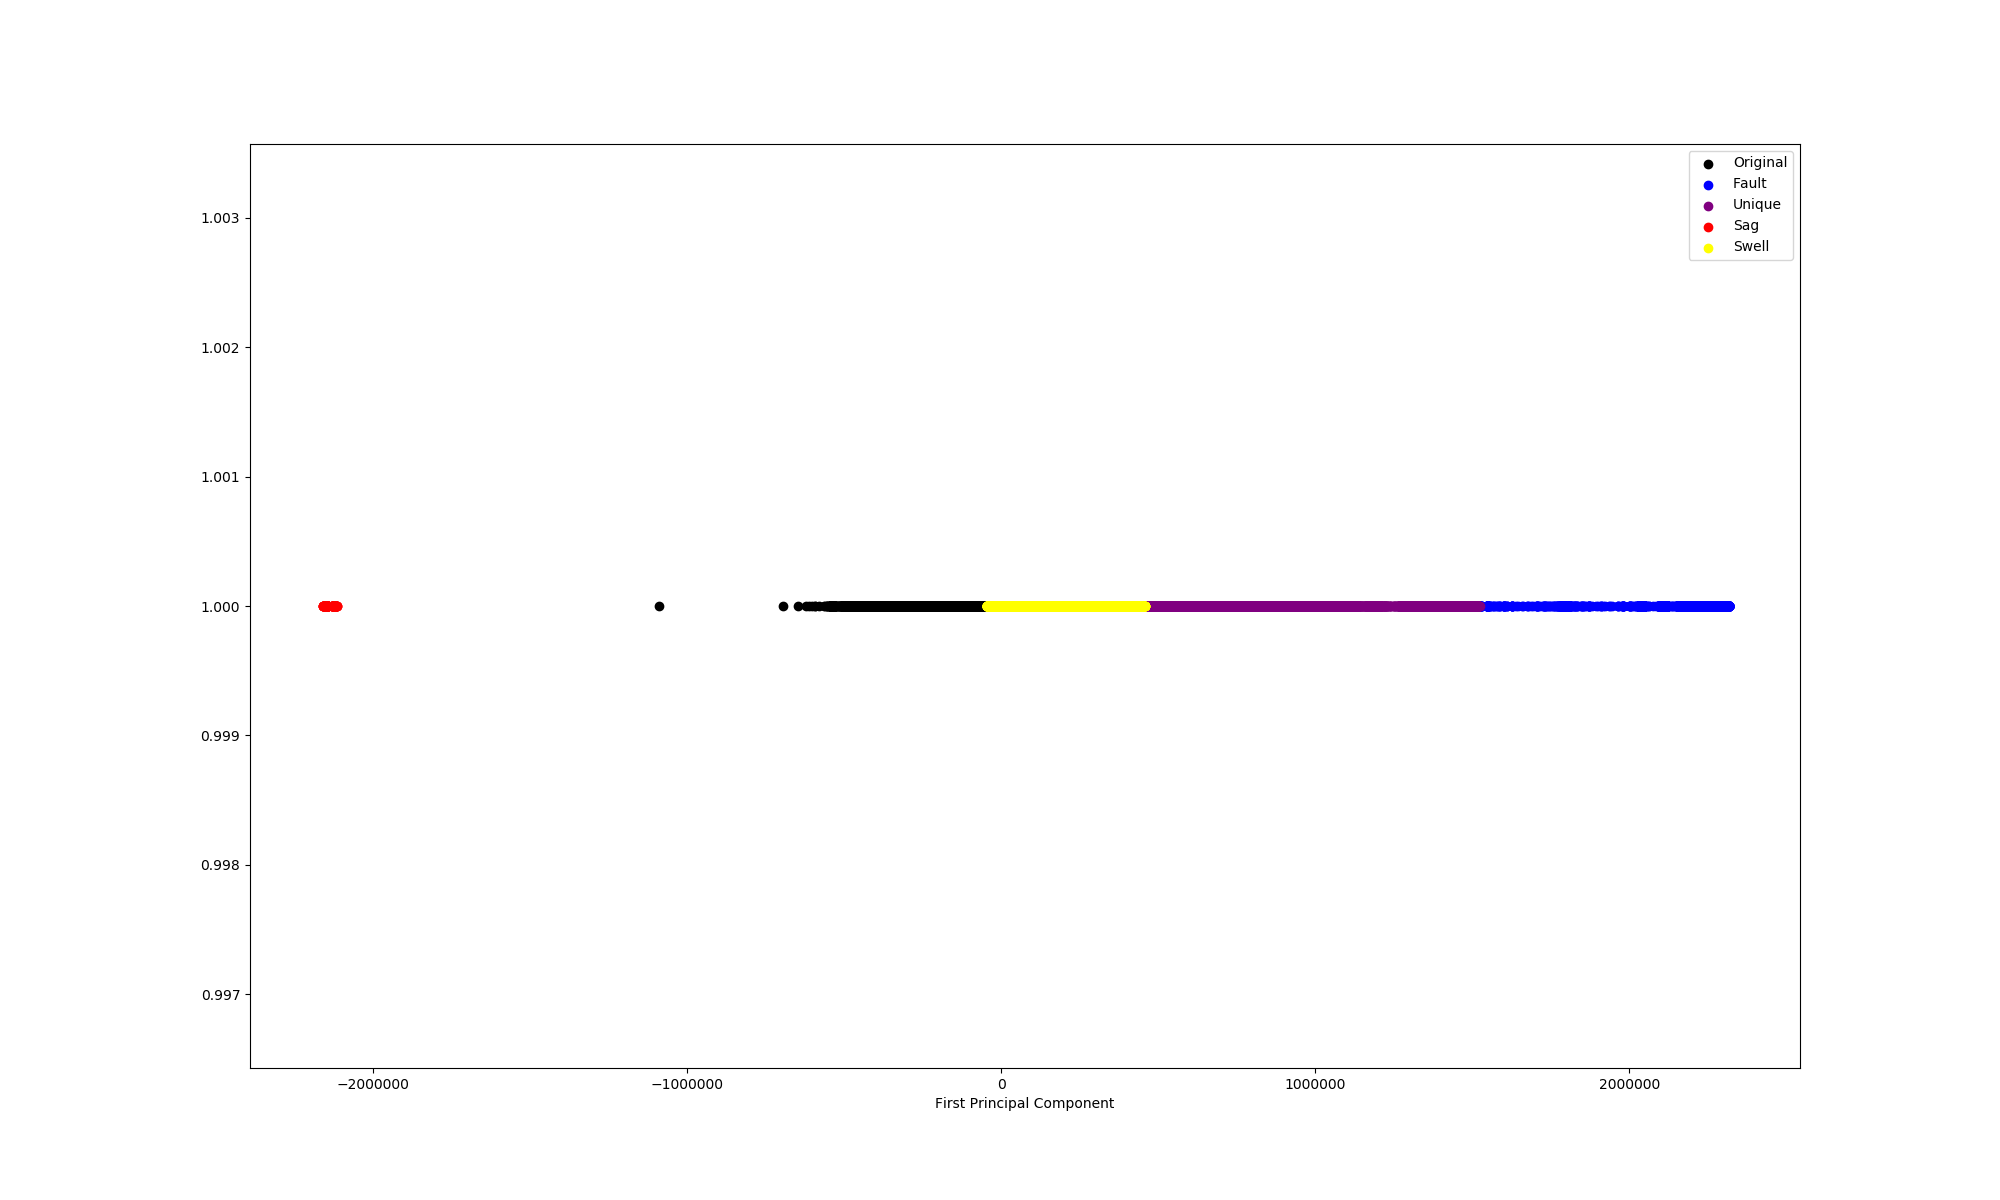 Original
Fault
Unique
Sag
Swell
1.003
1.002
1.001
1.000
0.999
0.998
0.997
−2000000 −1000000 0 1000000 2000000
First Principal Component